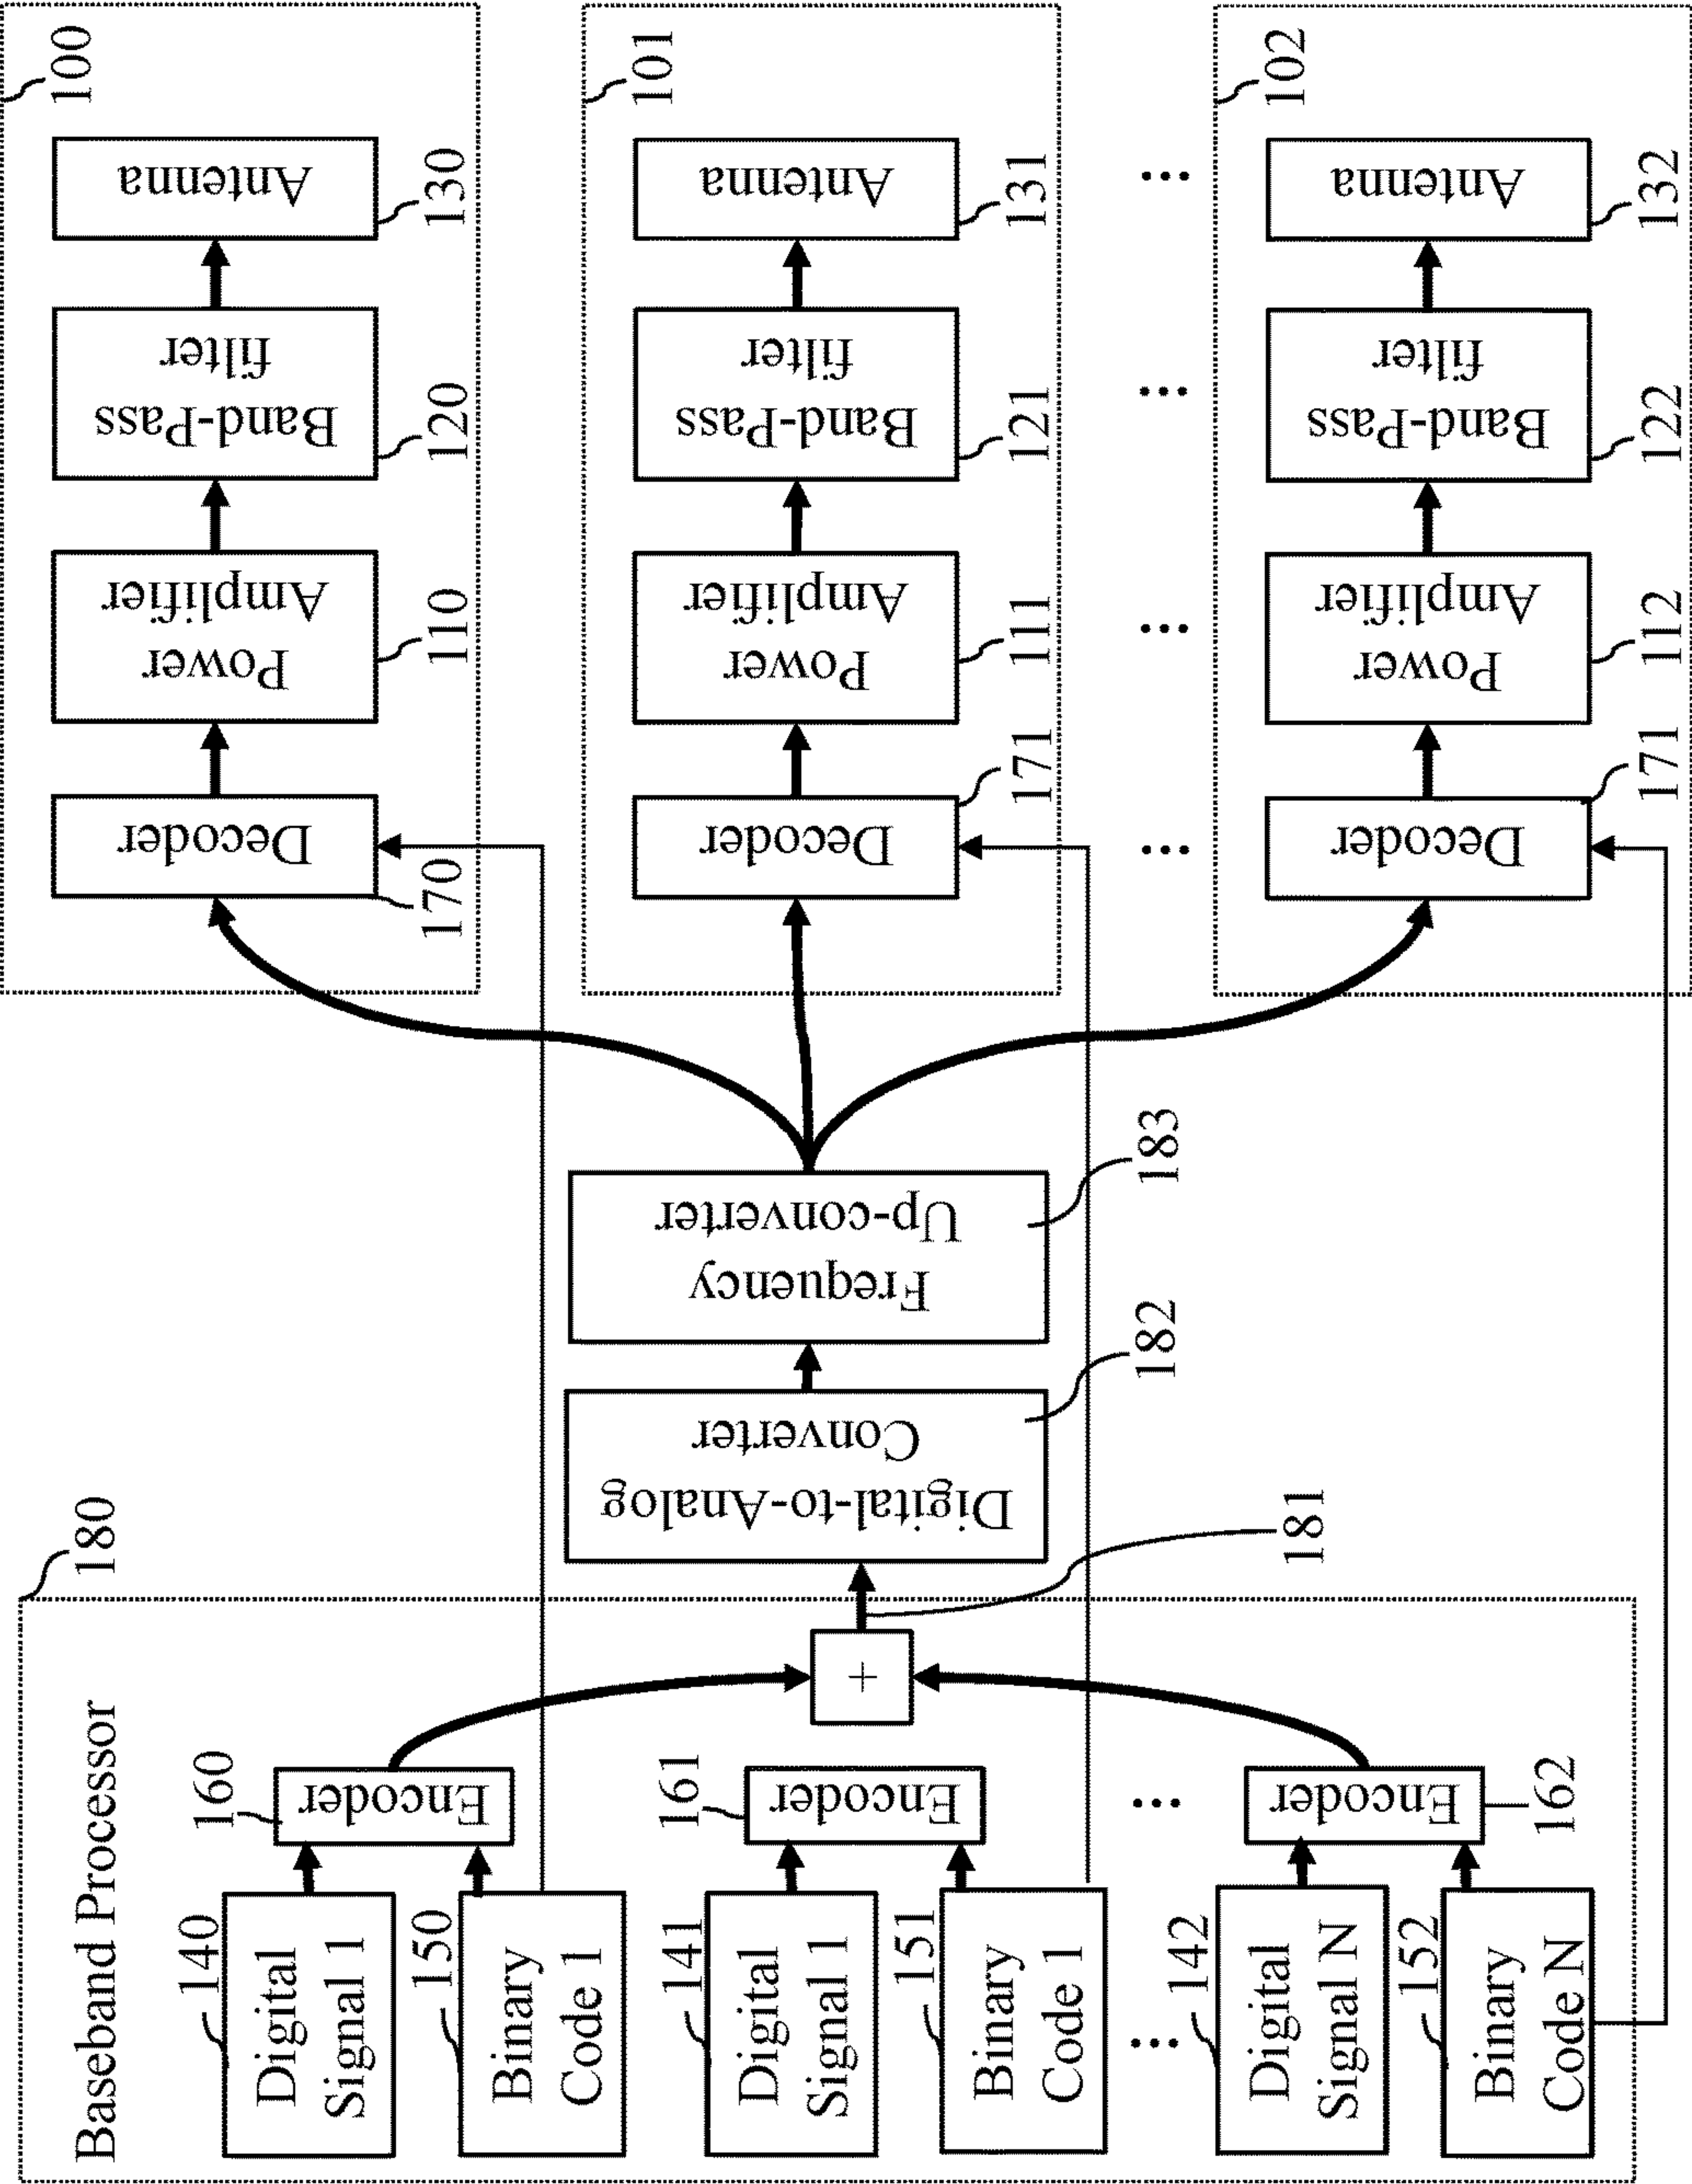 100
Antenna
130
Band-Pass
filter
120
Power
Amplifier
110
Decoder
170
101
Antenna
131
Band-Pass
filter
121
Power
Amplifier
111
Decoder
171
102
...
Antenna
132
...
Band-Pass
filter
122
...
Power
Amplifier
112
...
Decoder
171
Frequency
Up-converter
183
Digital-to-Analog
Converter
182
181
180
Baseband Processor
+
160
Encoder
161
Encoder
...
Encoder
162
140
Digital
Signal 1
150
Binary
Code 1
141
Digital
Signal 1
151
Binary
Code 1
...
142
Digital
Signal N
152
Binary
Code N